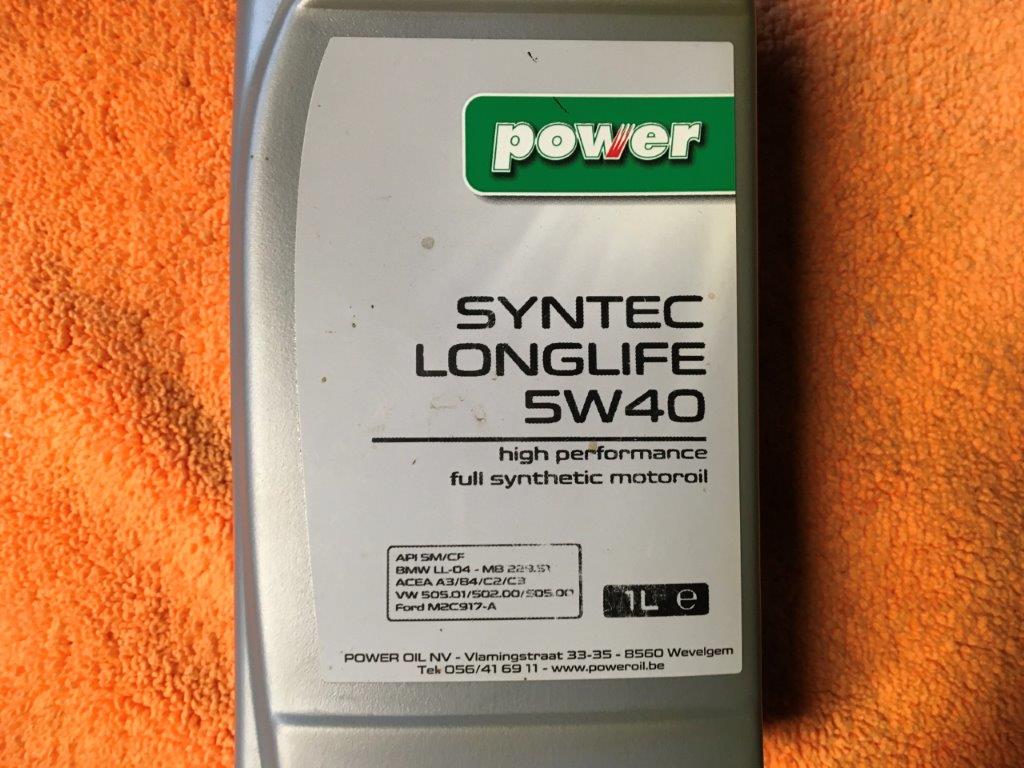 power
SYNTEC
LONGLIFE
5W40
high performance
full synthetic motoroil
API SM/CF
BMW LL-04 - MB 229.51
ACEA A3/B4/C2/C3
VW 505.01/502.00/505.00
Ford M2C917-A
1L e
POWER OIL NV - Vlamingstraat 33-35 - 8560 Wevelgem
Tel. 056/41 69 11 - www.poweroil.be